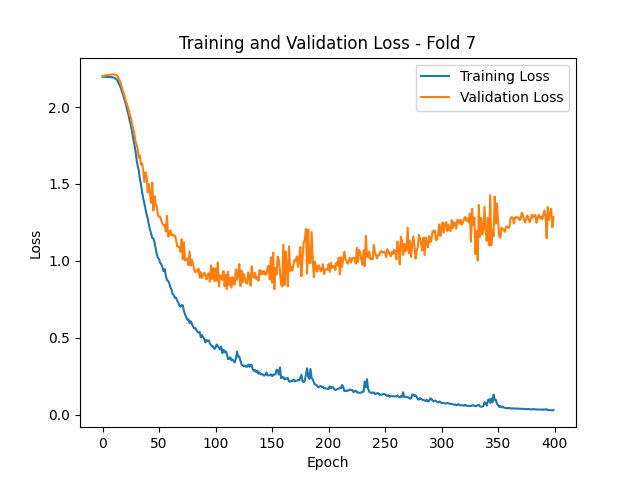 Training and Validation Loss - Fold 7
Training Loss
Validation Loss
2.0
1.5
1.0
0.5
0.0
Loss
0 50 100 150 200 250 300 350 400
Epoch